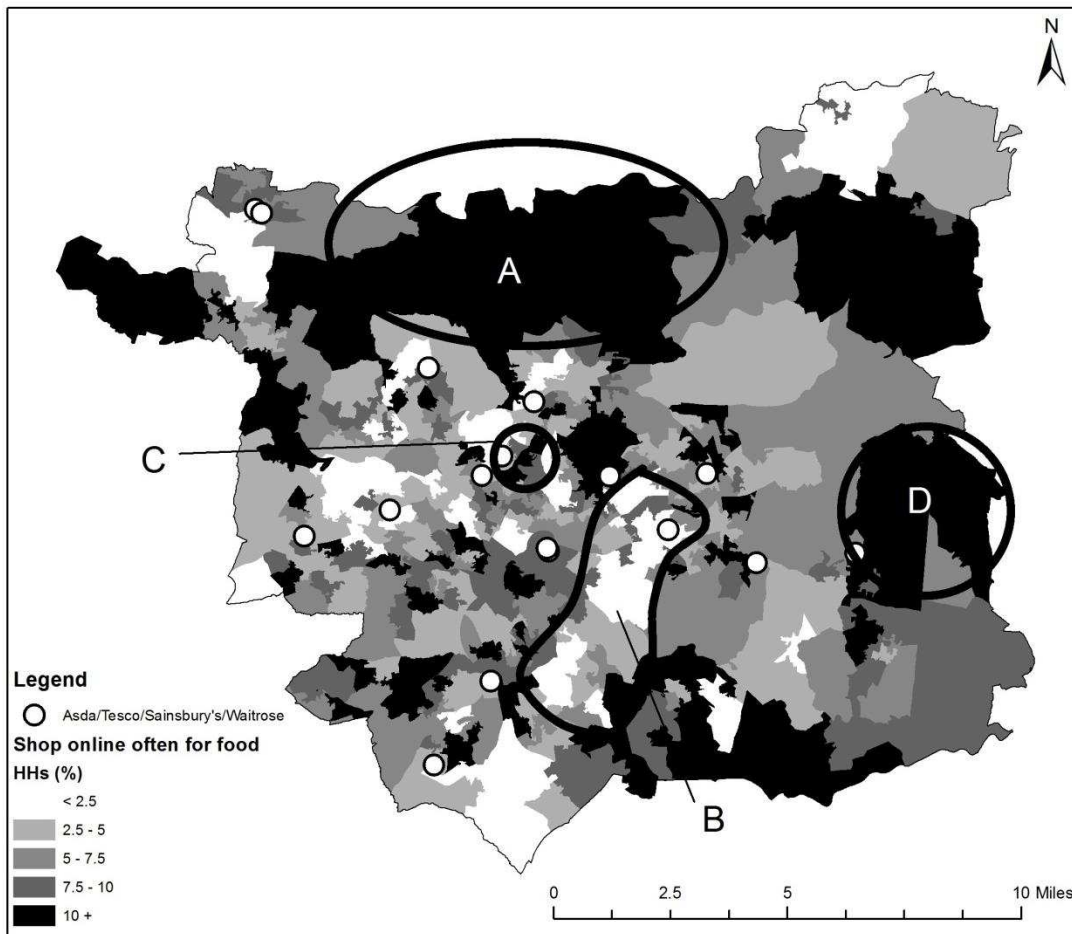 N
A
C
D
Legend
Asda/Tesco/Sainsbury's/Waitrose
Shop online often for food
HHs (%)
< 2.5
2.5 - 5
5 - 7.5
7.5 - 10
10 +
B
0 2.5 5 10 Miles